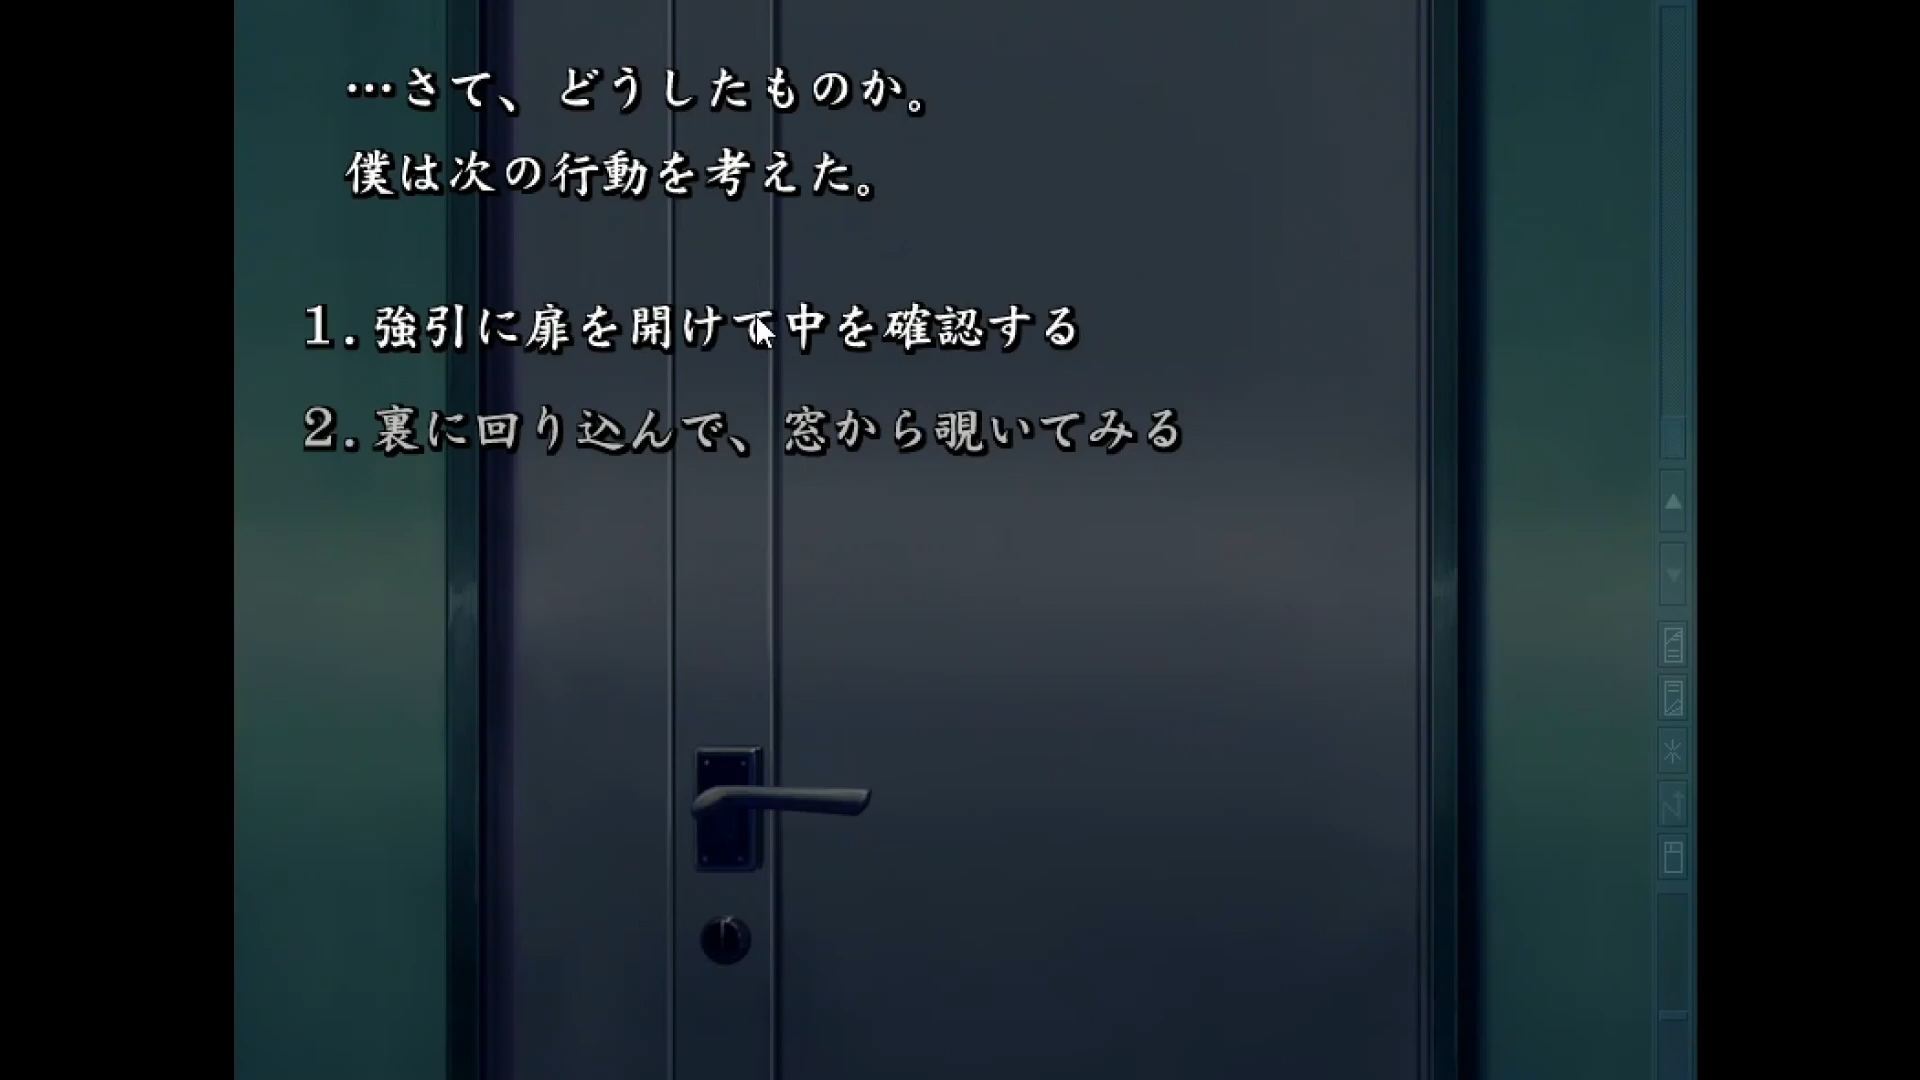 …さて、どうしたものか。
僕は次の行動を考えた。
1.強引に扉を開けて中を確認する
2.裏に回り込んで、窓から覗いてみる